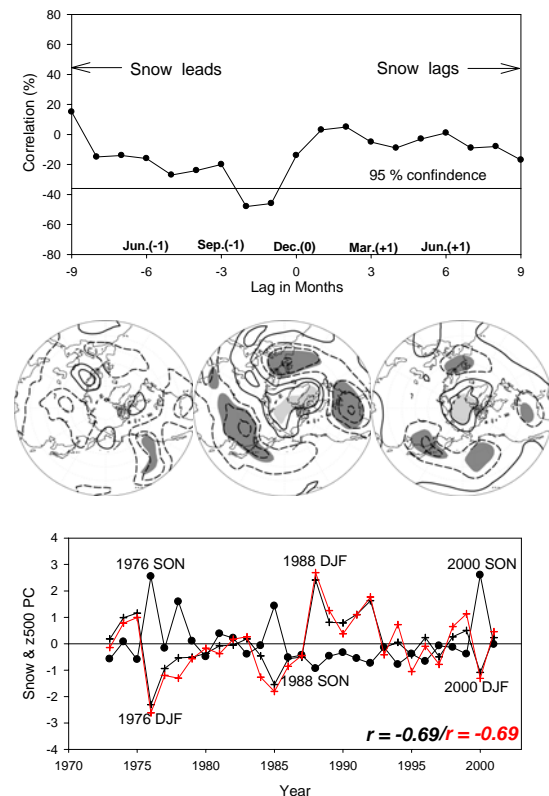 80
60
40
20
0
-20
-40
-60
-80
Correlation (%)
Snow leads
Snow lags
95 % confindence
Jun.(-1) Sep.(-1) Dec.(0) Mar.(+1) Jun.(+1)
-9 -6 -3 0 3 6 9
Lag in Months
4
3
2
1
0
-1
-2
-3
-4
Snow & z500 PC
1976 SON
1988 DJF
2000 SON
1976 DJF
1988 SON
2000 DJF
r = -0.69/r = -0.69
1970 1975 1980 1985 1990 1995 2000
Year